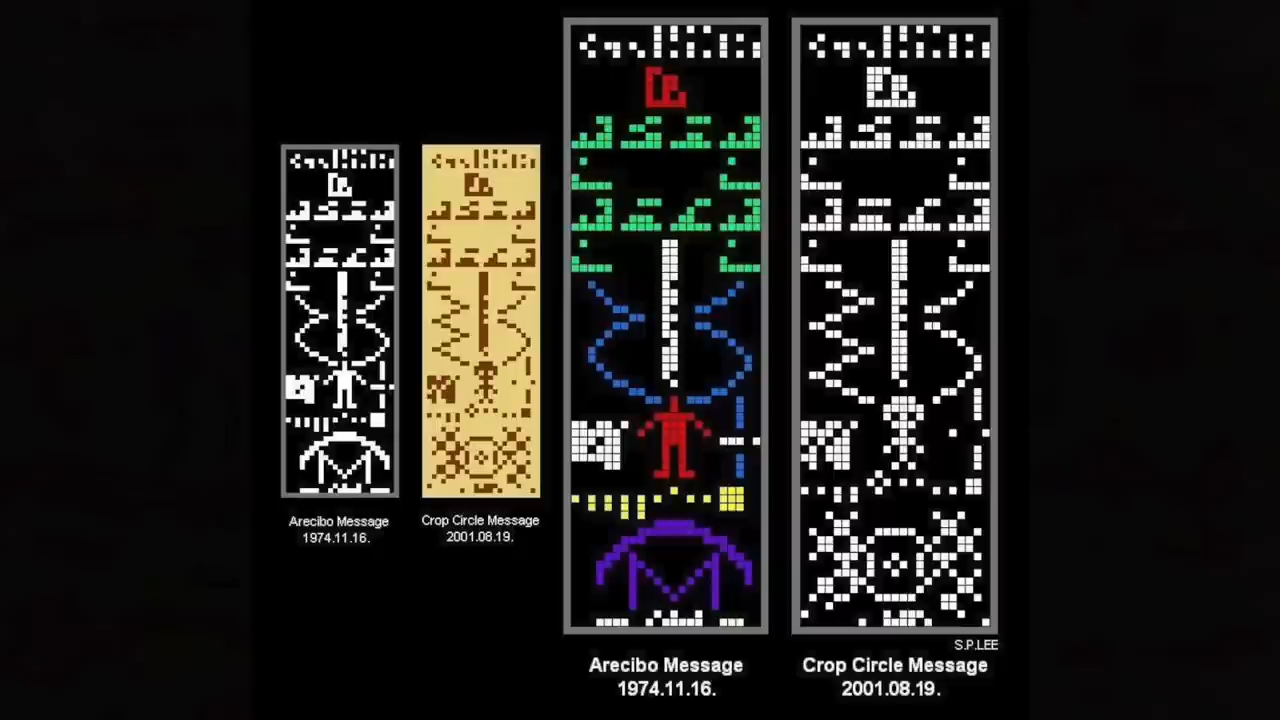 Arecibo Message
1974.11.16.
Crop Circle Message
2001.08.19.
S.P.LEE
Arecibo Message
1974.11.16.
Crop Circle Message
2001.08.19.